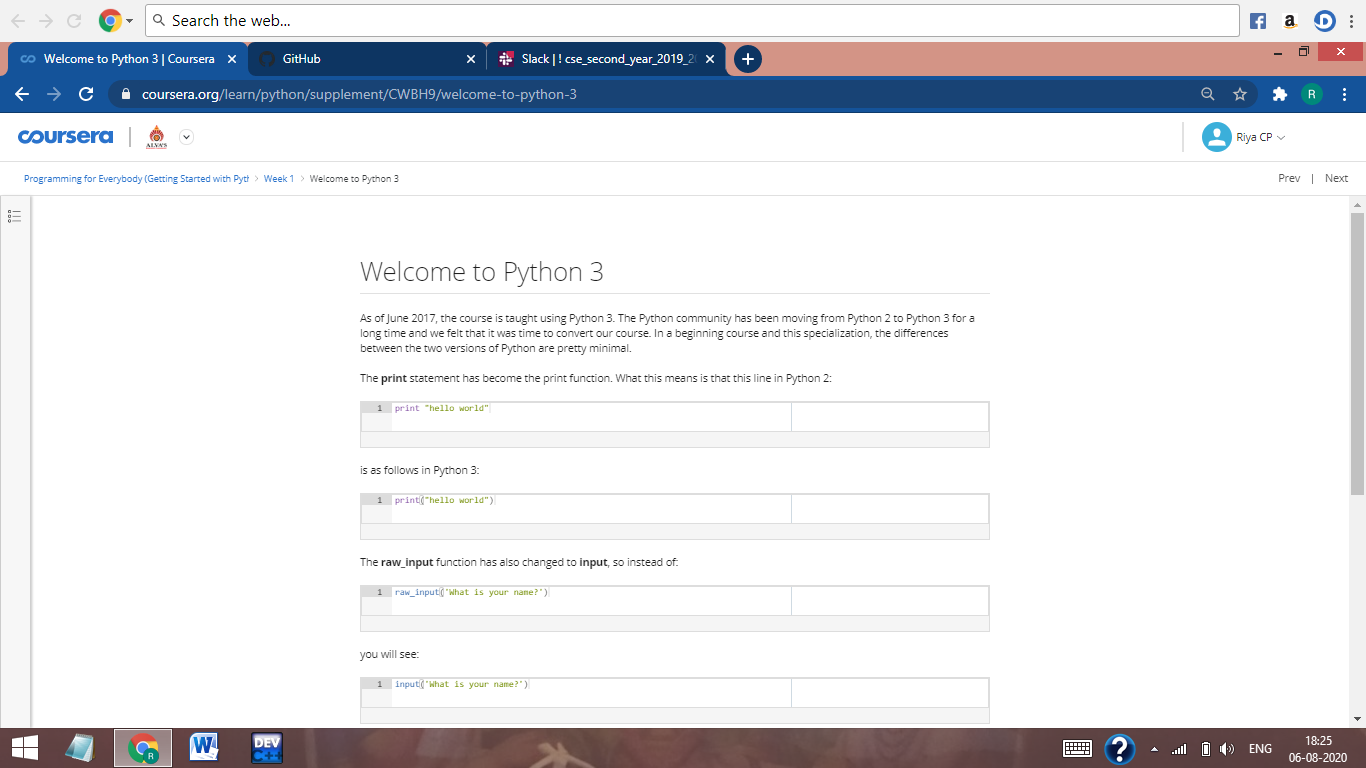 Search the web...
Welcome to Python 3 | Coursera
GitHub
Slack | ! cse_second_year_2019_2
coursera.org/learn/python/supplement/CWBH9/welcome-to-python-3
R
coursera
ALVA'S
Riya CP
Programming for Everybody (Getting Started with Pyt > Week 1 > Welcome to Python 3
Prev | Next
Welcome to Python 3
As of June 2017, the course is taught using Python 3. The Python community has been moving from Python 2 to Python 3 for a
long time and we felt that it was time to convert our course. In a beginning course and this specialization, the differences
between the two versions of Python are pretty minimal.
The print statement has become the print function. What this means is that this line in Python 2:
1 print "hello world"
is as follows in Python 3:
1 print("hello world")
The raw_input function has also changed to input, so instead of:
1 raw_input('What is your name?')
you will see:
1 input('What is your name?')
R
W
DEV
C++
?
ENG
18:25
06-08-2020